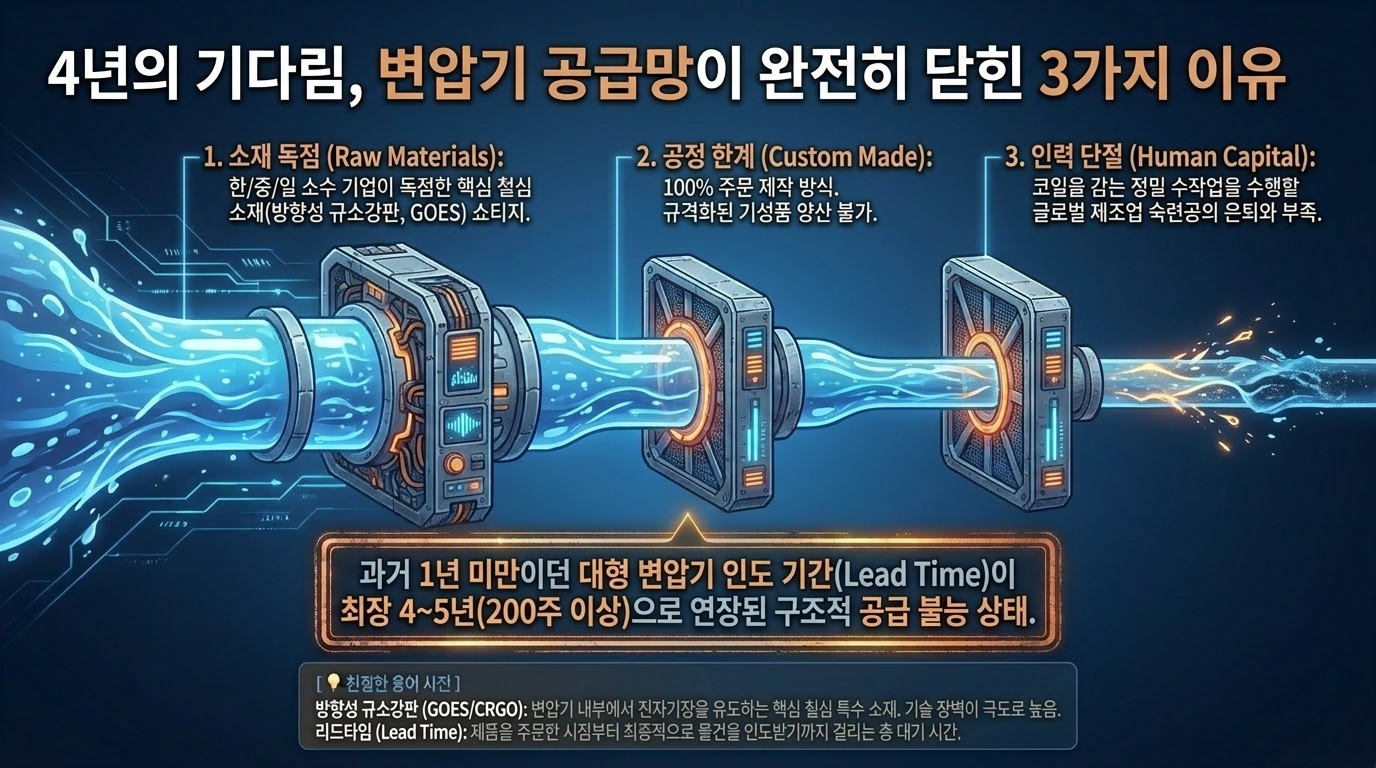 4년의 기다림, 변압기 공급망이 완전히 닫힌 3가지 이유
1. 소재 독점 (Raw Materials):
한/중/일 소수 기업이 독점한 핵심 철심
소재(방향성 규소강판, GOES) 쇼티지.
2. 공정 한계 (Custom Made):
100% 주문 제작 방식.
규격화된 기성품 양산 불가.
3. 인력 단절 (Human Capital):
코일을 감는 정밀 수작업을 수행할
글로벌 제조업 숙련공의 은퇴와 부족.
과거 1년 미만이던 대형 변압기 인도 기간(Lead Time)이
최장 4~5년(200주 이상)으로 연장된 구조적 공급 불능 상태.
[💡 친절한 용어 사전]
방향성 규소강판 (GOES/CRGO): 변압기 내부에서 진자기장을 유도하는 핵심 철심 특수 소재. 기술 장벽이 극도로 높음.
리드타임 (Lead Time): 제품을 주문한 시점부터 최종적으로 물건을 인도받기까지 걸리는 총 대기 시간.